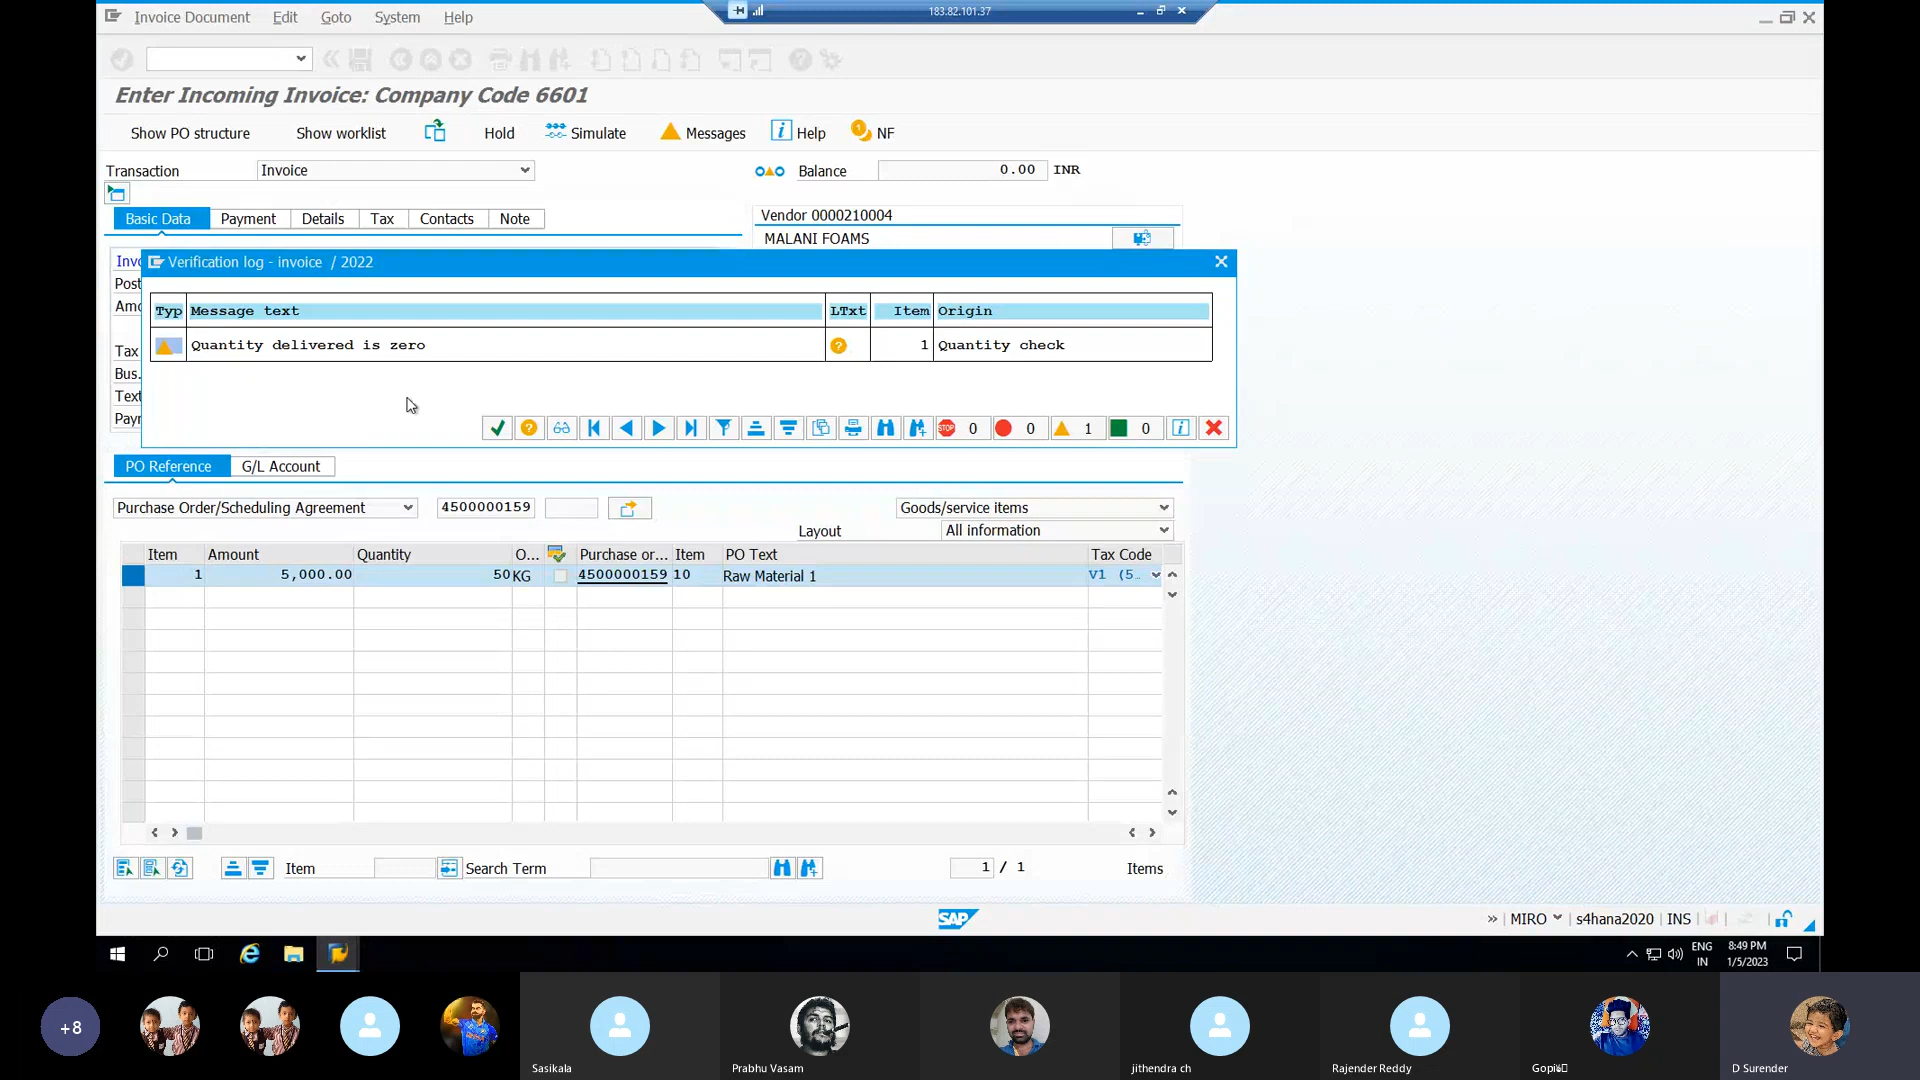 183.82.101.37
Invoice Document Edit Goto System Help
Enter Incoming Invoice: Company Code 6601
Show PO structure Show worklist Hold Simulate Messages Help NF
Transaction Invoice Balance 0.00 INR
Basic Data Payment Details Tax Contacts Note
Vendor 0000210004
MALANI FOAMS
Verification log - invoice / 2022
Typ Message text LTxt Item Origin
Quantity delivered is zero 1 Quantity check
STOP 0 0 1 0
Tax
Bus.
Text
PO Reference G/L Account
Purchase Order/Scheduling Agreement 4500000159 Goods/service items
Layout All information
Item Amount Quantity O... Purchase or... Item PO Text Tax Code
1 5,000.00 50 KG 4500000159 10 Raw Material 1 V1 (5..
Item Search Term 1 / 1 Items
SAP
MIRO s4hana2020 INS
ENG 8:49 PM
IN 1/5/2023
+8
Sasikala Prabhu Vasam jithendra ch Rajender Reddy D Surender